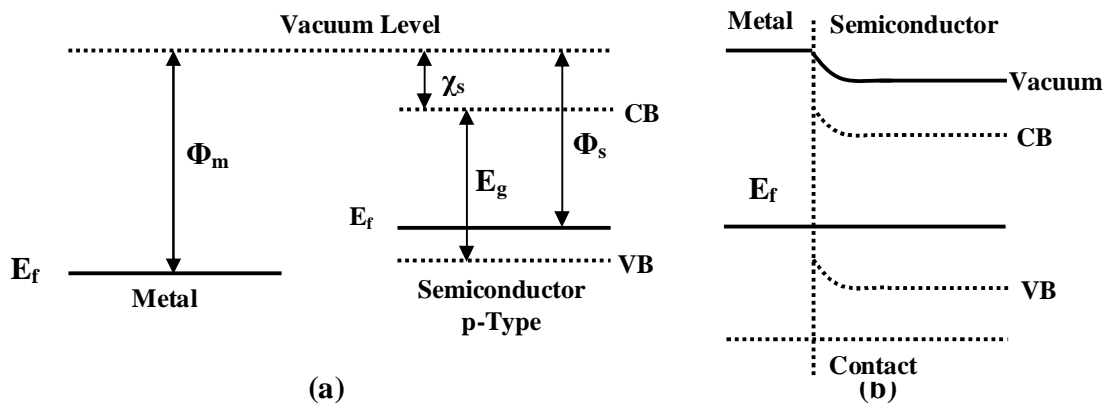 Vacuum Level
χs
CB
Φm
Φs
Eg
Ef
Ef
VB
Metal
Semiconductor
p-Type
(a)
Metal
Semiconductor
Vacuum
CB
Ef
VB
Contact
(b)